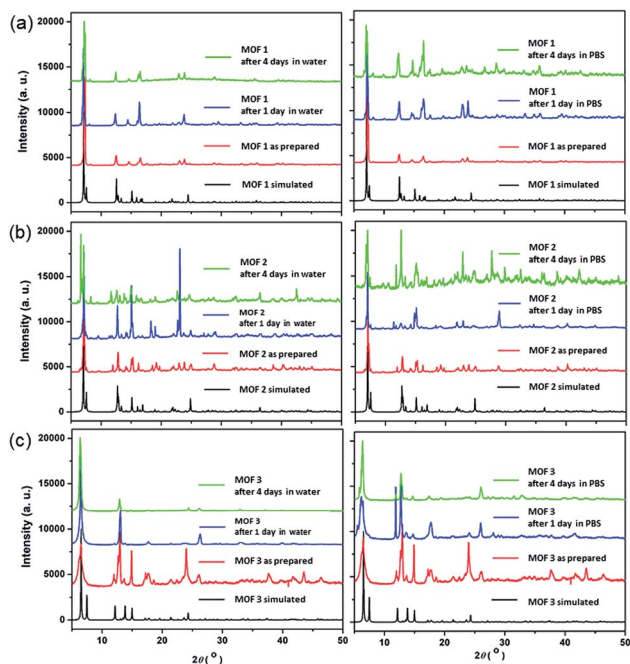 (a)
Intensity (a. u.)
20000
15000
10000
5000
0
MOF 1
after 4 days in water
MOF 1
after 1 day in water
MOF 1 as prepared
MOF 1 simulated
MOF 1
after 4 days in PBS
MOF 1
after 1 day in PBS
MOF 1 as prepared
MOF 1 simulated
(b)
Intensity (a. u.)
20000
15000
10000
5000
0
MOF 2
after 4 days in water
MOF 2
after 1 day in water
MOF 2 as prepared
MOF 2 simulated
MOF 2
after 4 days in PBS
MOF 2
after 1 day in PBS
MOF 2 as prepared
MOF 2 simulated
(c)
Intensity (a. u.)
20000
15000
10000
5000
0
MOF 3
after 4 days in water
MOF 3
after 1 day in water
MOF 3 as prepared
MOF 3 simulated
MOF 3
after 4 days in PBS
MOF 3
after 1 day in PBS
MOF 3 as prepared
MOF 3 simulated
10 20 30 40 50
10 20 30 40 50
2θ(°)
2θ(°)